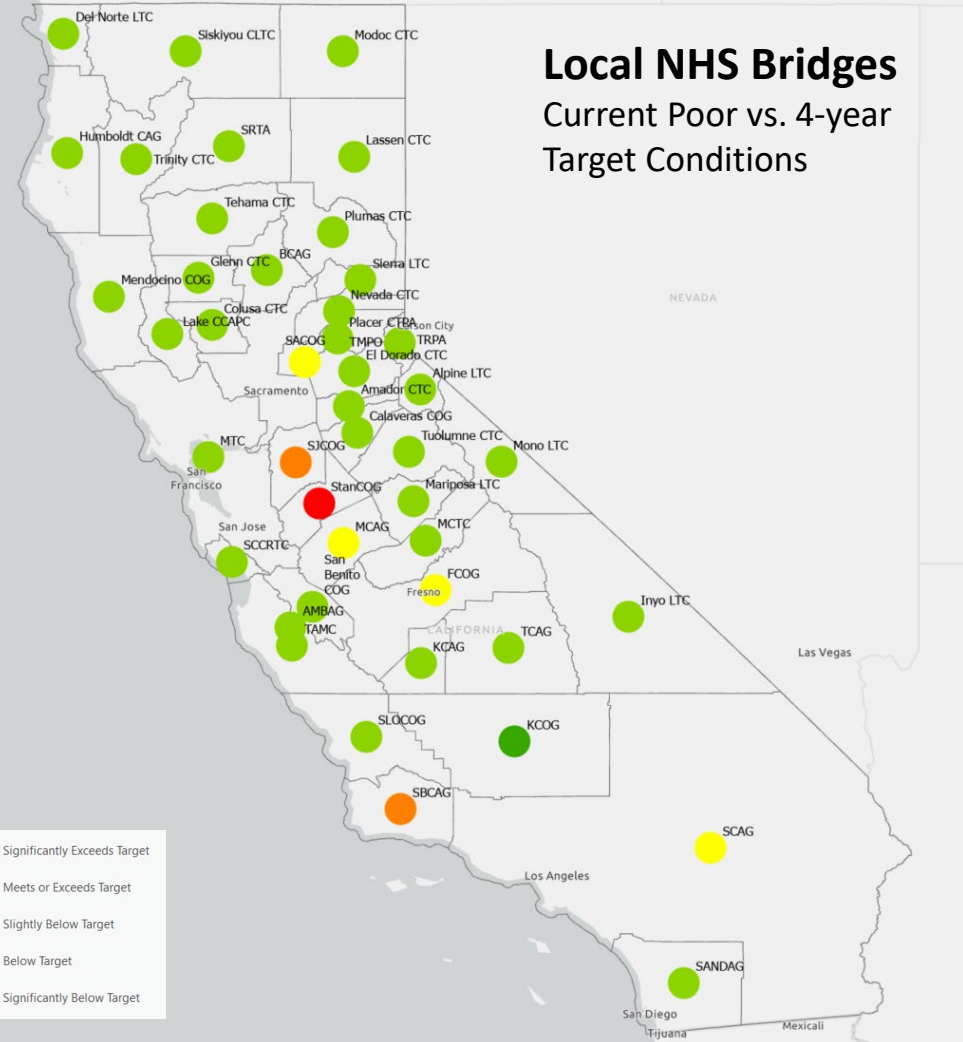 Local NHS Bridges
Current Poor vs. 4-year
Target Conditions
Del Norte LTC
Siskiyou CLTC
Modoc CTC
Humboldt CAG
Trinity CTC
SRTA
Lassen CTC
Tehama CTC
Plumas CTC
Glenn CTC
BCAG
Sierra LTC
Mendocino COG
Nevada CTC
NEVADA
Colusa CTC
Lake CCAPC
Placer CTPA
Carson City
SACOG
TMPO
TRPA
El Dorado CTC
Alpine LTC
Sacramento
Amador CTC
Calaveras COG
MTC
SJCOG
Tuolumne CTC
Mono LTC
San
Francisco
StanCOG
Mariposa LTC
San Jose
MCAG
MCTC
SCCRTC
San
Benito
COG
FCOG
Fresno
AMBAG
TAMC
CALIFORNIA
Inyo LTC
KCAG
TCAG
Las Vegas
SLOCOG
KCOG
SBCAG
SCAG
Los Angeles
SANDAG
San Diego
Tijuana
Mexicali
Significantly Exceeds Target
Meets or Exceeds Target
Slightly Below Target
Below Target
Significantly Below Target